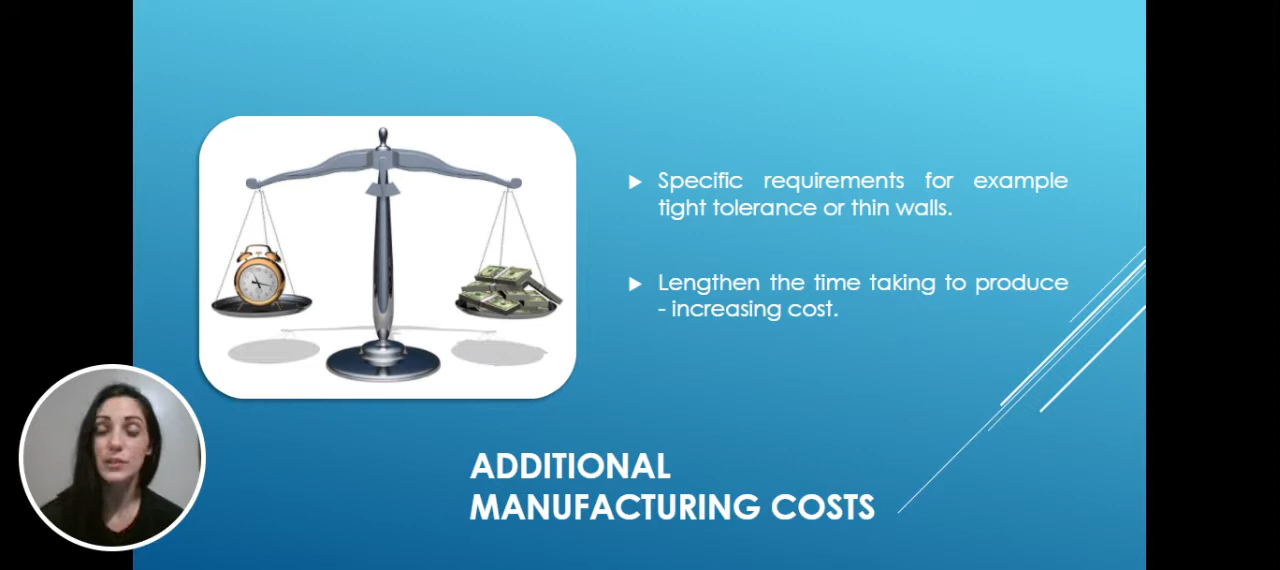 Specific requirements for example
tight tolerance or thin walls.
Lengthen the time taking to produce
- increasing cost.
ADDITIONAL
MANUFACTURING COSTS